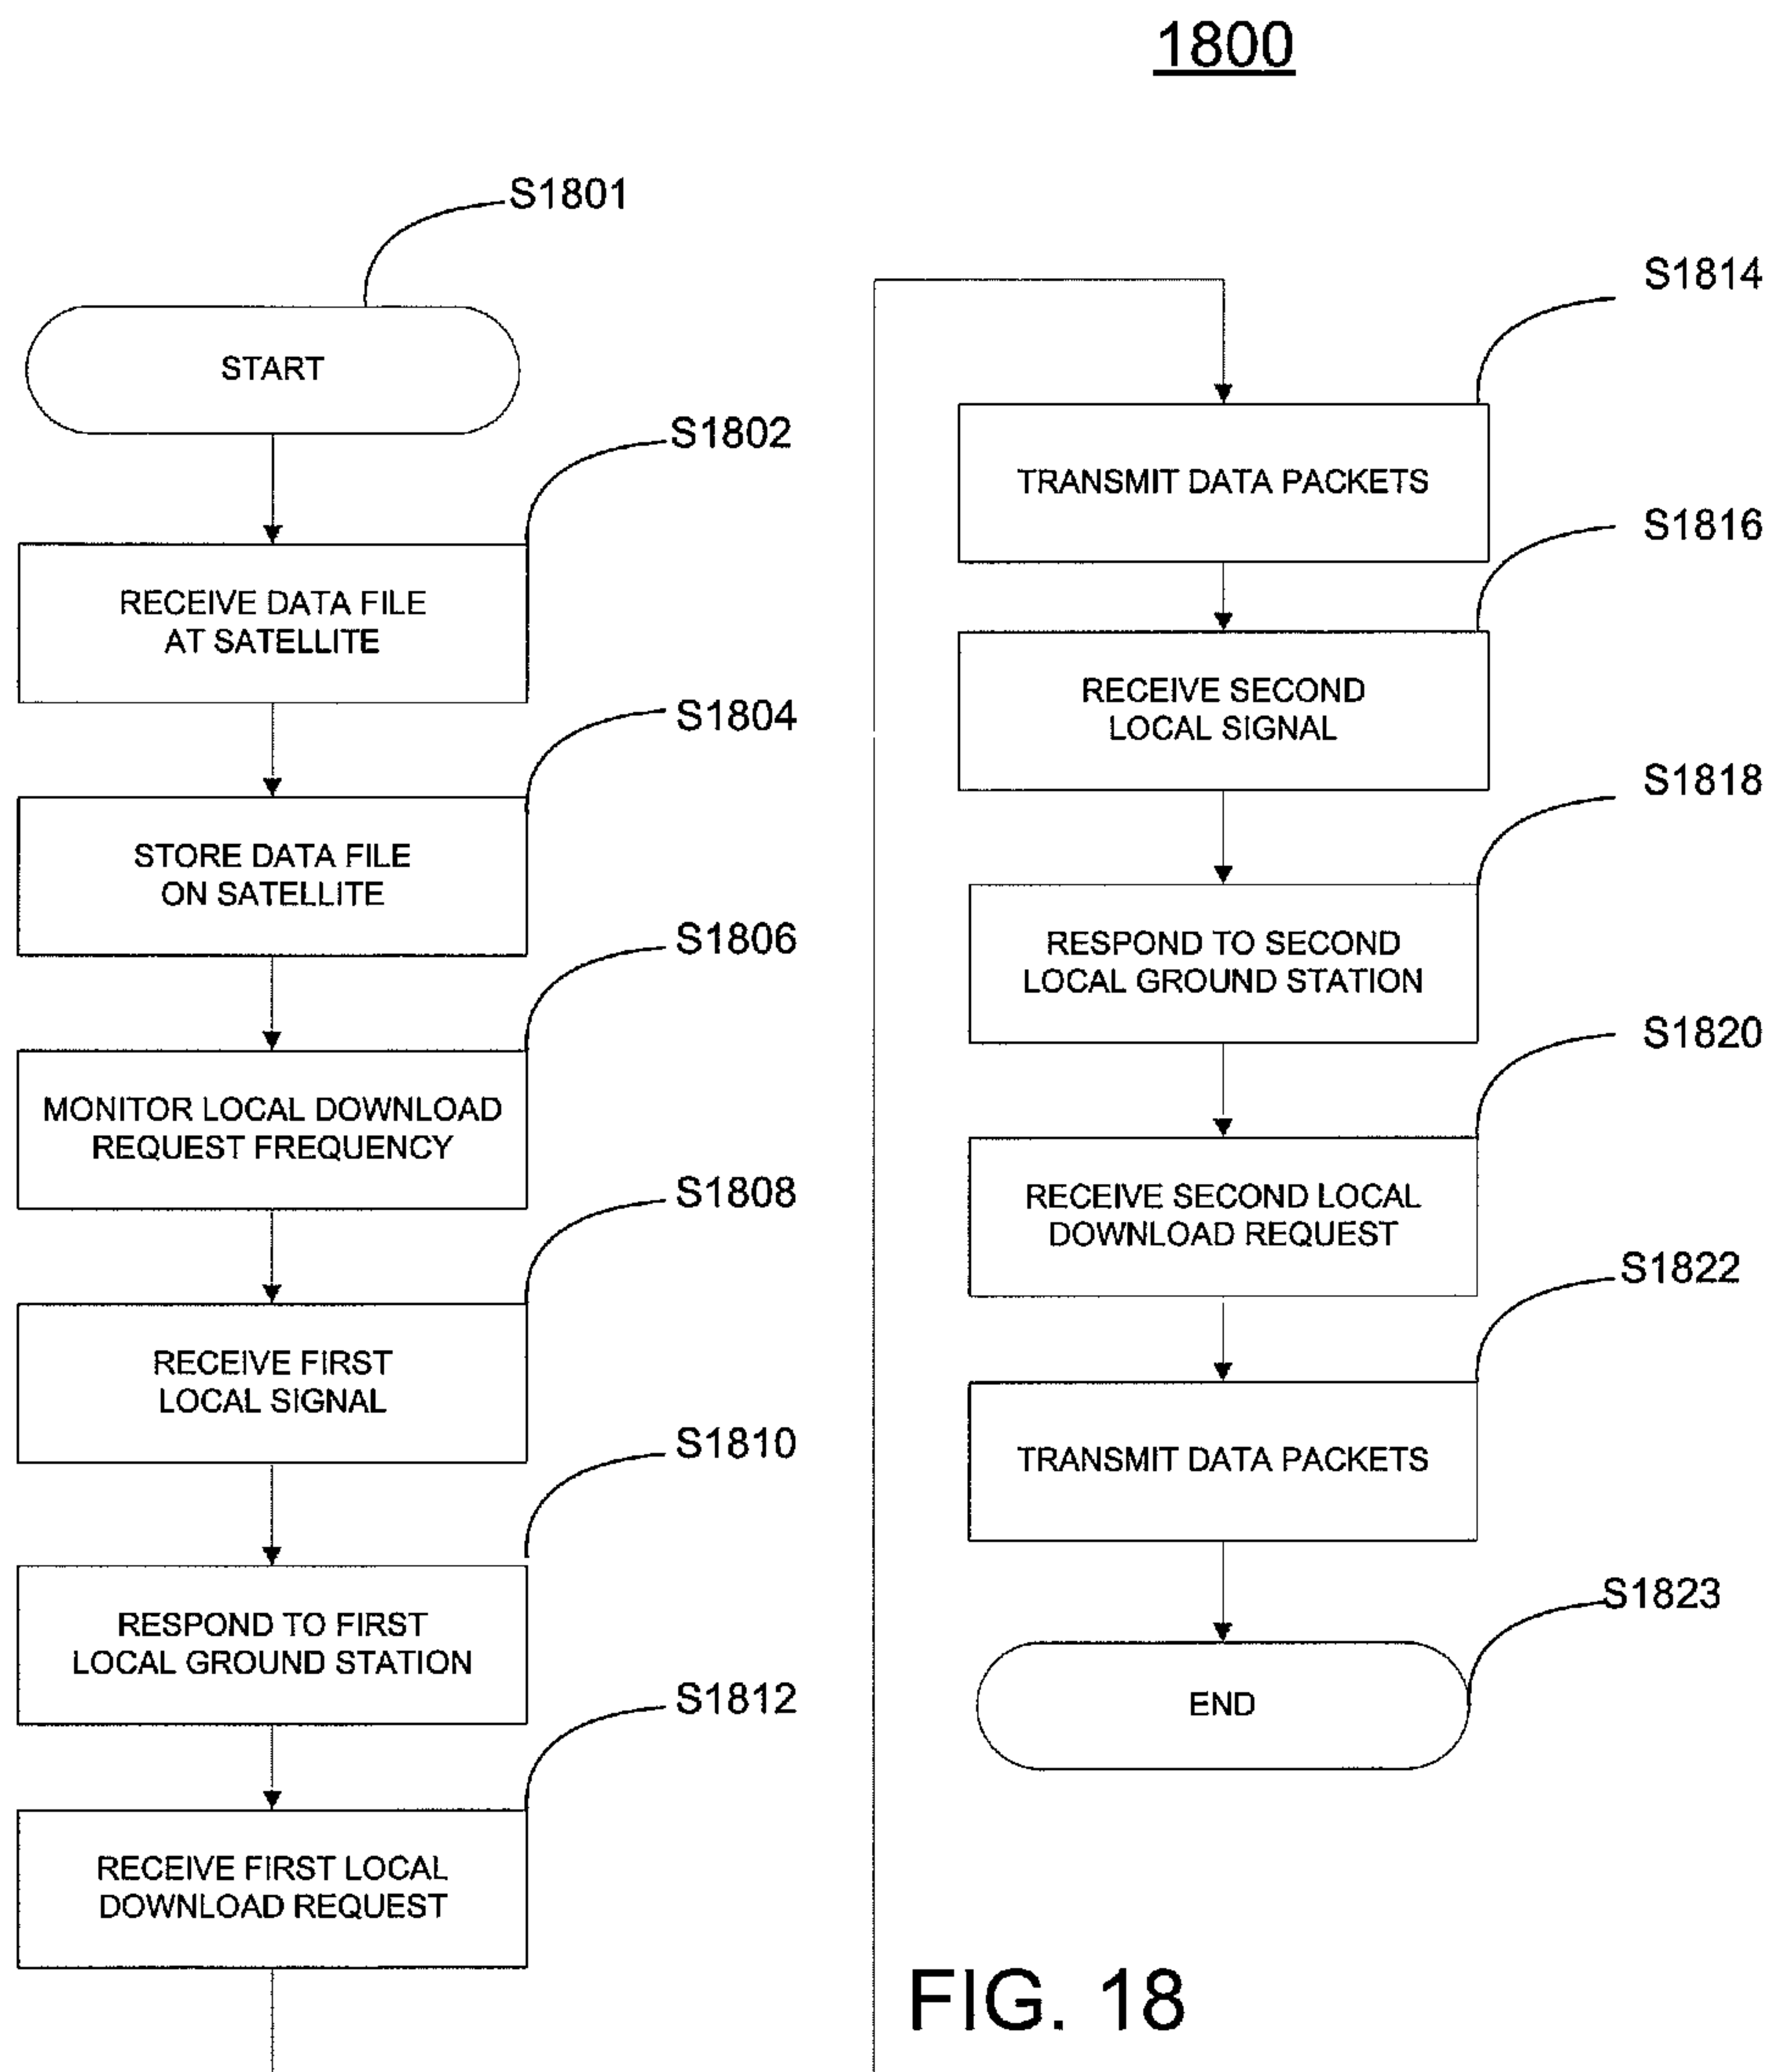 1800
S1801
START
S1802
RECEIVE DATA FILE
AT SATELLITE
S1804
STORE DATA FILE
ON SATELLITE
S1806
MONITOR LOCAL DOWNLOAD
REQUEST FREQUENCY
S1808
RECEIVE FIRST
LOCAL SIGNAL
S1810
RESPOND TO FIRST
LOCAL GROUND STATION
S1812
RECEIVE FIRST LOCAL
DOWNLOAD REQUEST
S1814
TRANSMIT DATA PACKETS
S1816
RECEIVE SECOND
LOCAL SIGNAL
S1818
RESPOND TO SECOND
LOCAL GROUND STATION
S1820
RECEIVE SECOND LOCAL
DOWNLOAD REQUEST
S1822
TRANSMIT DATA PACKETS
S1823
END
FIG. 18